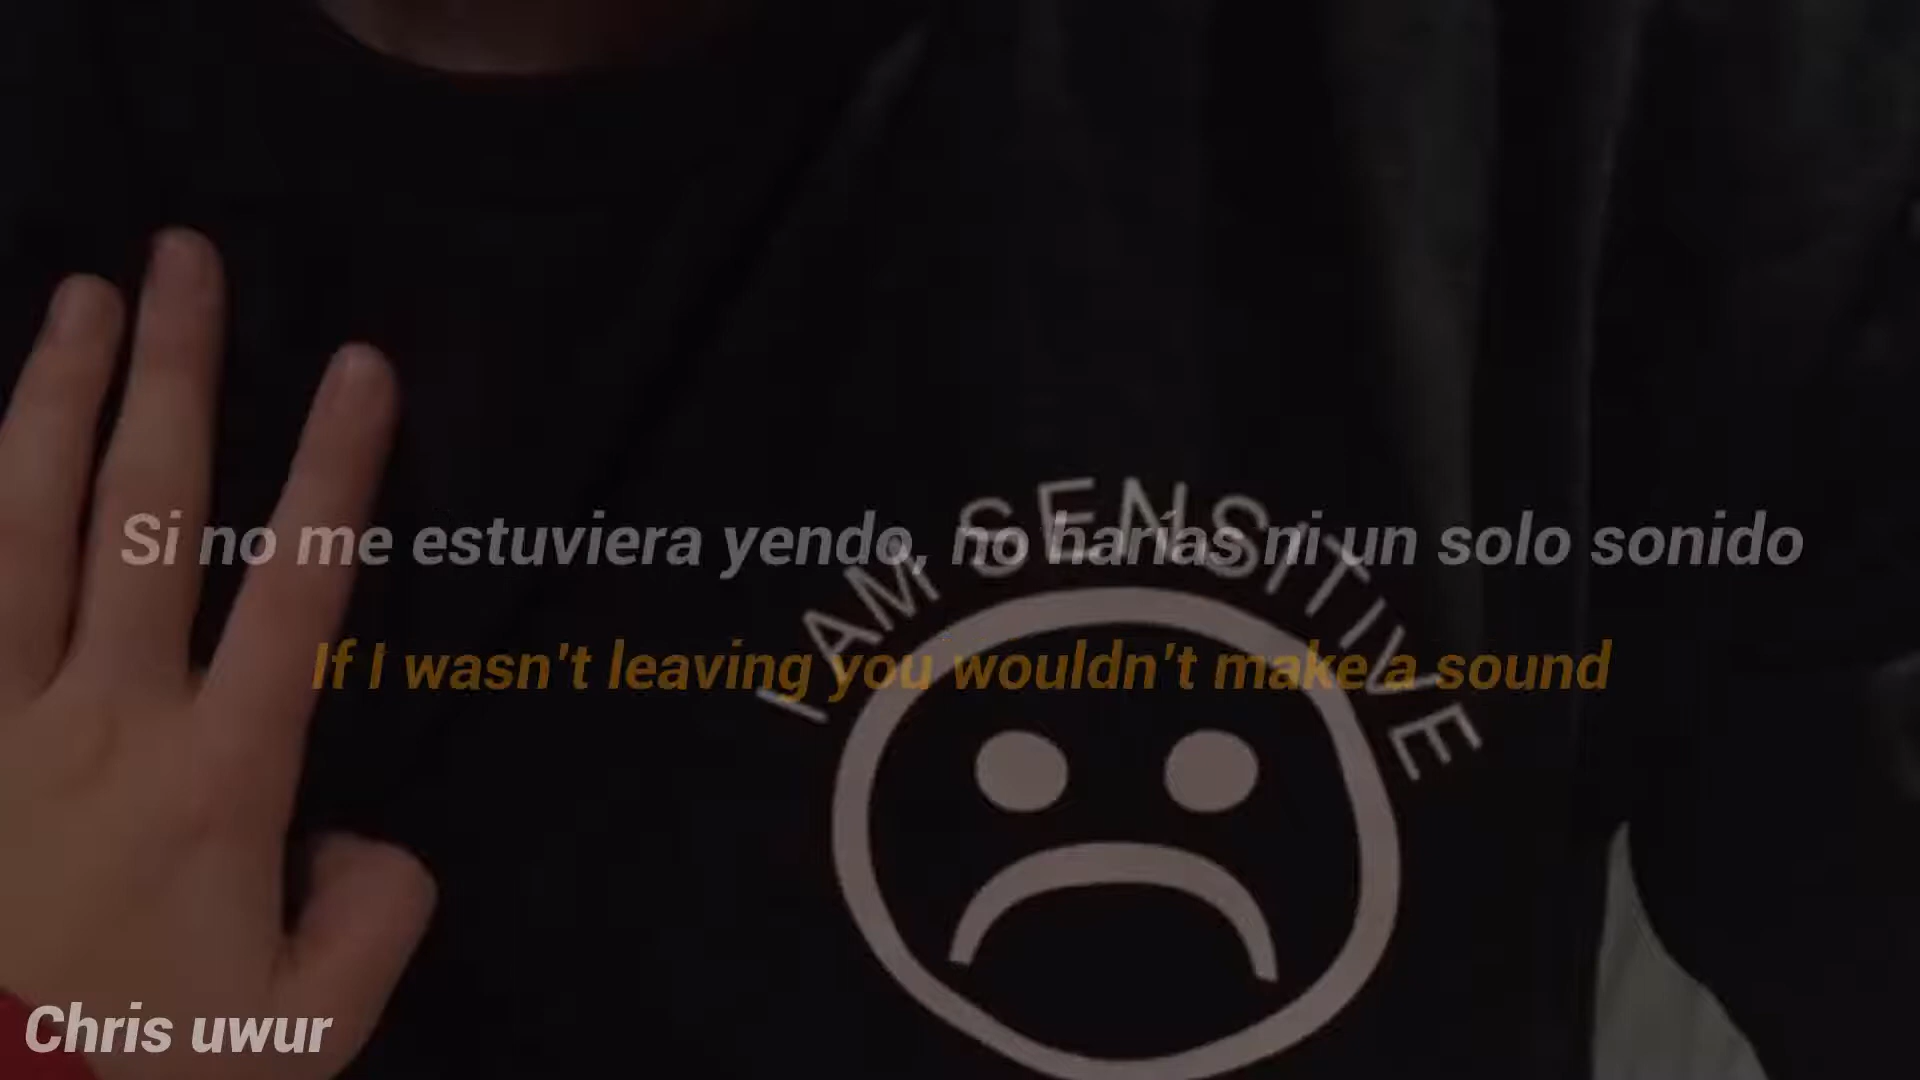 I AM SENSITIVE
Si no me estuviera yendo, no harías ni un solo sonido
If I wasn't leaving you wouldn't make a sound
Chris uwur